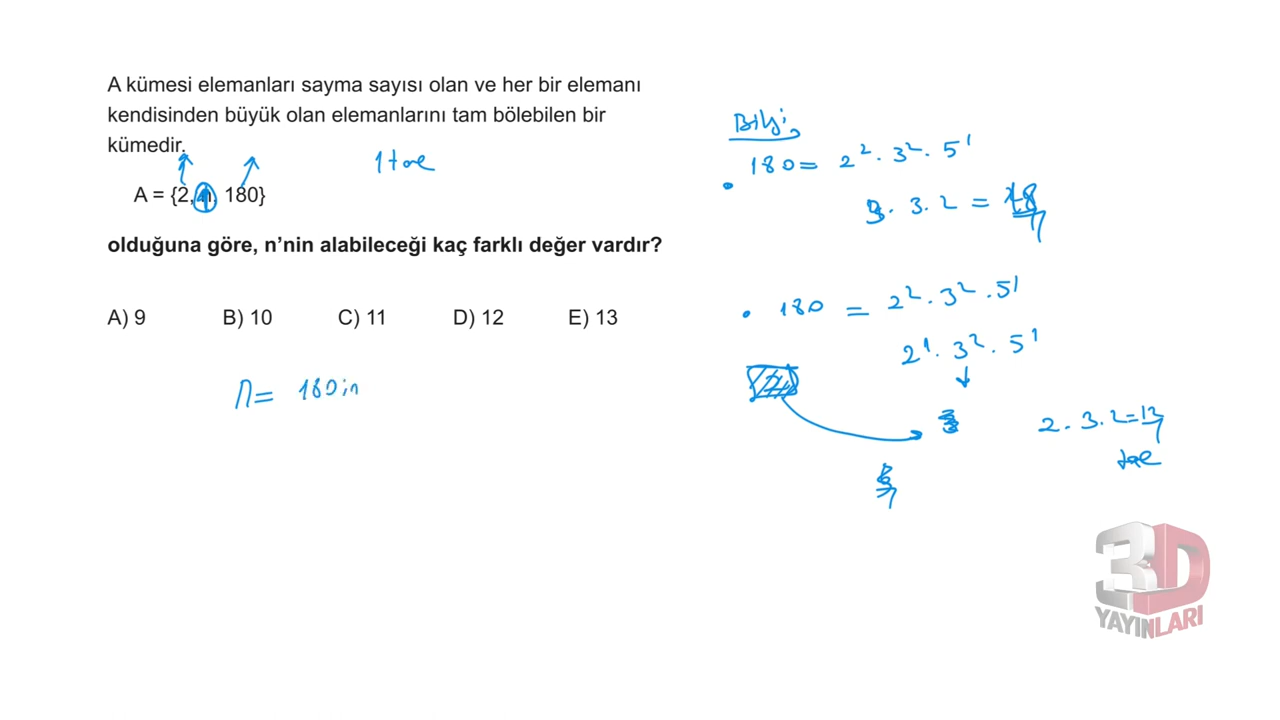 A kümesi elemanları sayma sayısı olan ve her bir elemanı
kendisinden büyük olan elemanlarını tam bölebilen bir
kümedir.
1 tane
A = {2, n, 180}
olduğuna göre, n’nin alabileceği kaç farklı değer vardır?
A) 9 B) 10 C) 11 D) 12 E) 13
n = 180'in
Bilgi
• 180 = 2². 3². 5¹
3. 3. 2 = 18
• 180 = 2². 3². 5¹
2¹. 3². 5¹
2. 3. 2 = 12
tane
3D
YAYINLARI